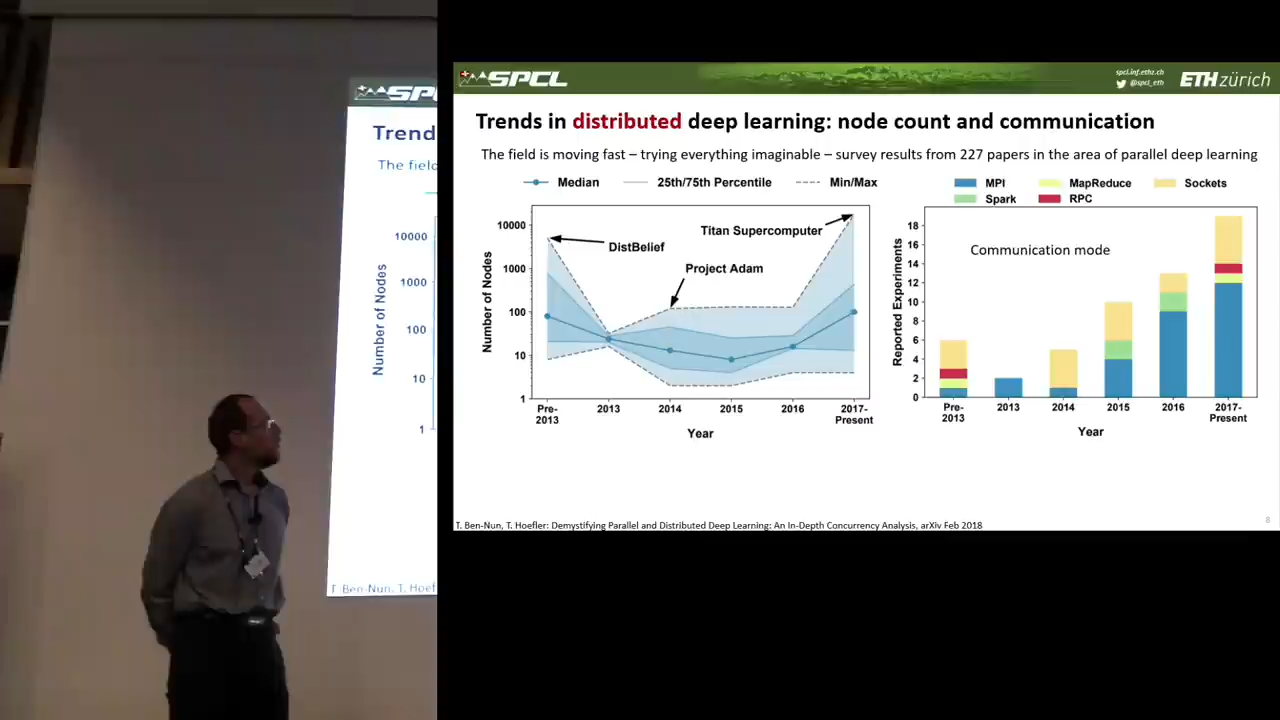 SPCL
Trend
The field
10000
1000
100
10
1
Number of Nodes
T. Ben-Nun, T. Hoef
SPCL
spcl.inf.ethz.ch
@spcl_eth
ETH zürich
Trends in distributed deep learning: node count and communication
The field is moving fast – trying everything imaginable – survey results from 227 papers in the area of parallel deep learning
Median 25th/75th Percentile Min/Max
10000
1000
100
10
1
Number of Nodes
DistBelief
Project Adam
Titan Supercomputer
Pre-2013 2013 2014 2015 2016 2017-Present
Year
MPI MapReduce Sockets
Spark RPC
18
16
14
12
10
8
6
4
2
0
Reported Experiments
Communication mode
Pre-2013 2013 2014 2015 2016 2017-Present
Year
T. Ben-Nun, T. Hoefler: Demystifying Parallel and Distributed Deep Learning: An In-Depth Concurrency Analysis, arXiv Feb 2018
8